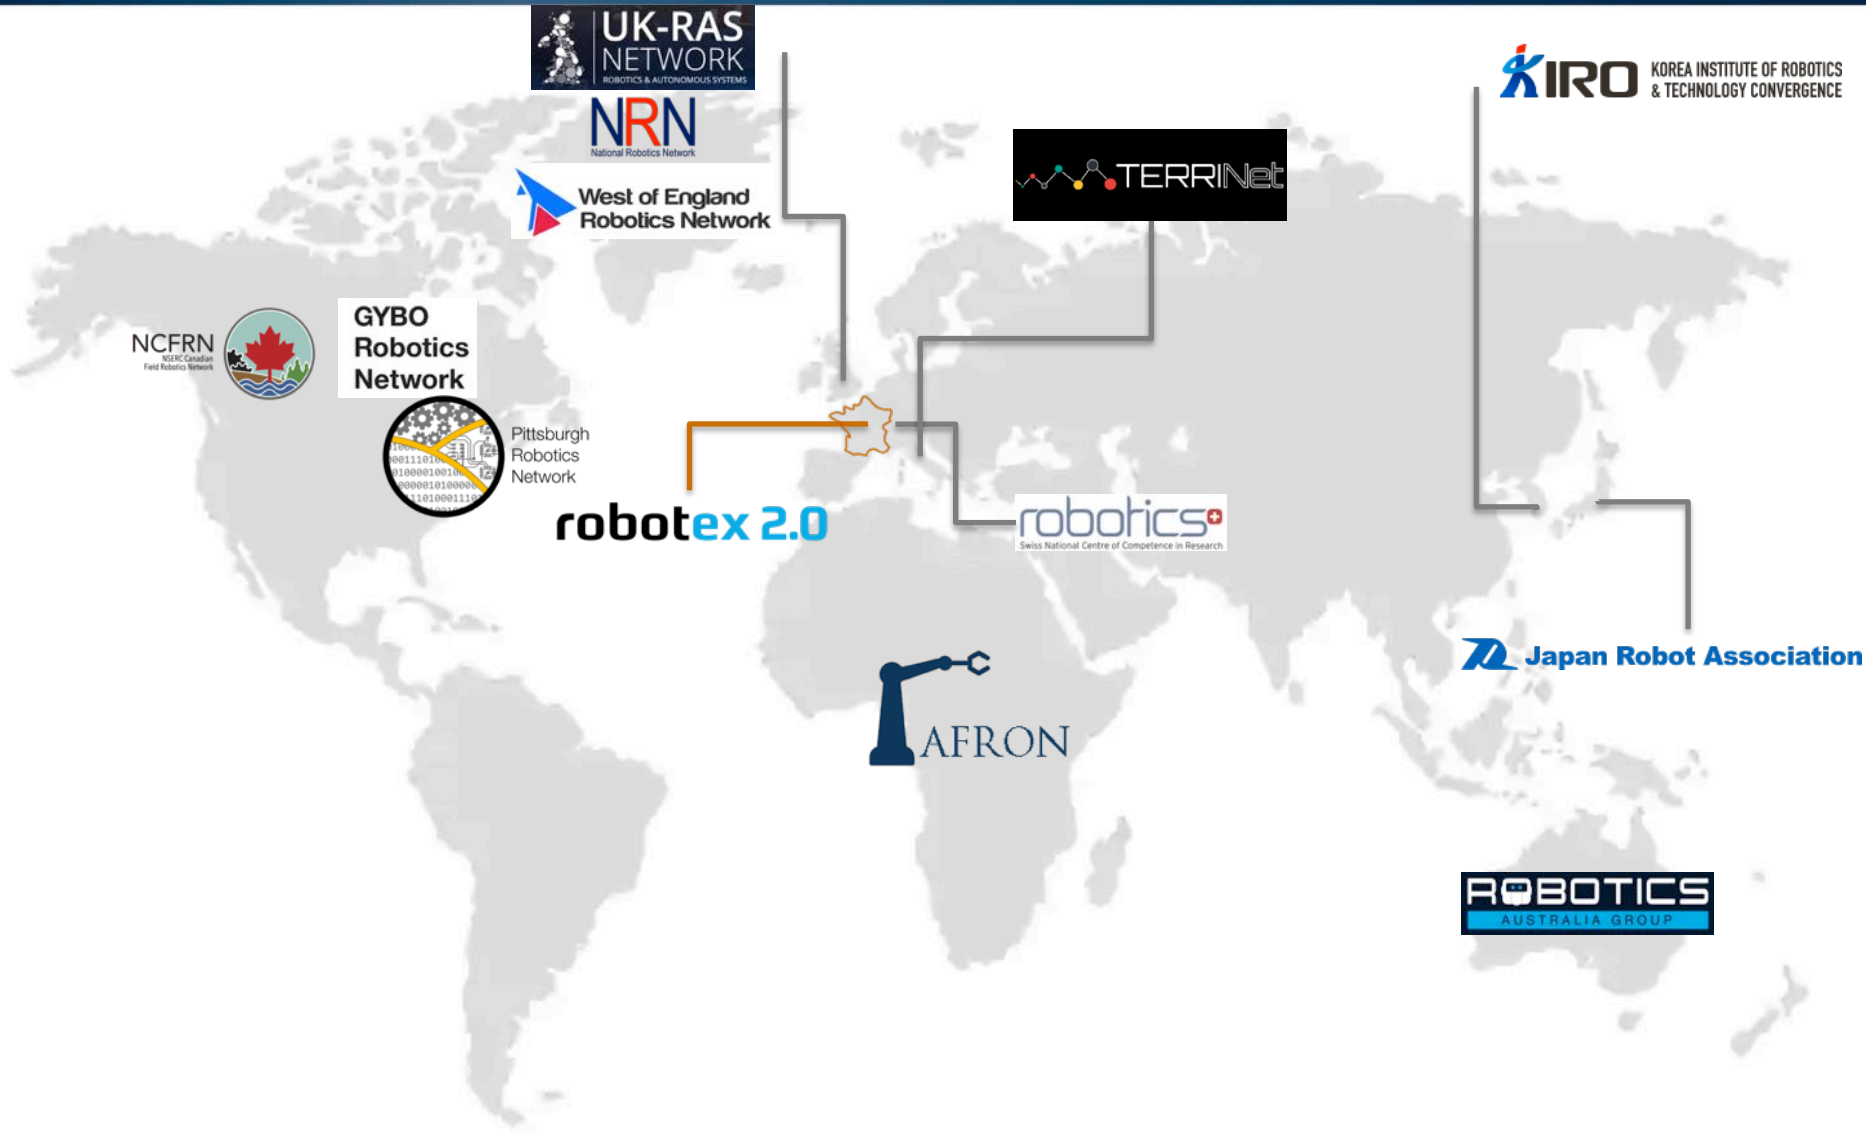 UK-RAS
NETWORK
ROBOTICS & AUTONOMOUS SYSTEMS
NRN
National Robotics Network
West of England
Robotics Network
KIRO
KOREA INSTITUTE OF ROBOTICS
& TECHNOLOGY CONVERGENCE
TERRINet
NCFRN
NSERC Canadian
Field Robotics Network
GYBO
Robotics
Network
Pittsburgh
Robotics
Network
robotex 2.0
robotics
Swiss National Centre of Competence in Research
Japan Robot Association
AFRON
ROBOTICS
AUSTRALIA GROUP